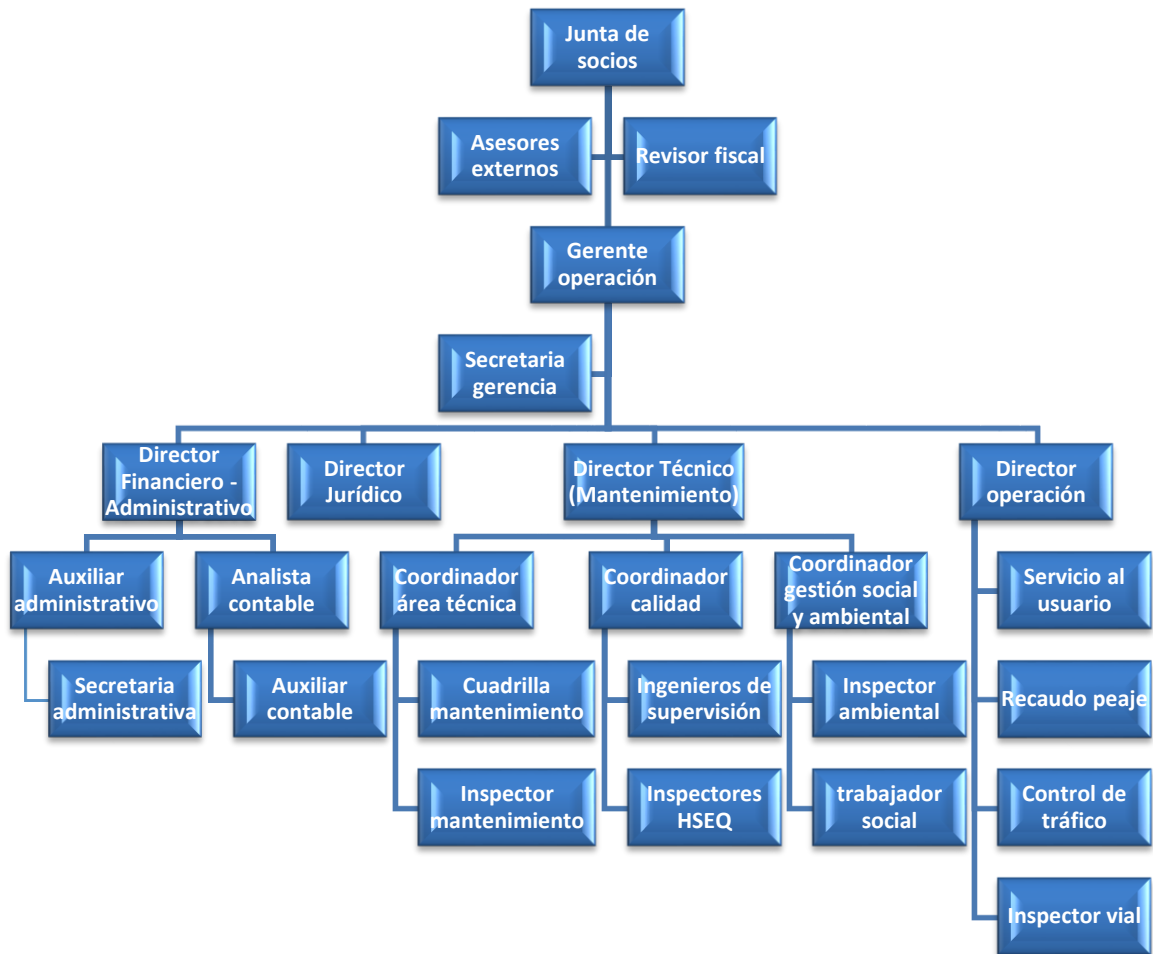 Junta de
socios
Asesores
externos
Revisor fiscal
Gerente
operación
Secretaria
gerencia
Director
Financiero -
Administrativo
Director
Jurídico
Director Técnico
(Mantenimiento)
Director
operación
Auxiliar
administrativo
Analista
contable
Coordinador
área técnica
Coordinador
calidad
Coordinador
gestión social
y ambiental
Servicio al
usuario
Secretaria
administrativa
Auxiliar
contable
Cuadrilla
mantenimiento
Ingenieros de
supervisión
Inspector
ambiental
Recaudo peaje
Inspector
mantenimiento
Inspectores
HSEQ
trabajador
social
Control de
tráfico
Inspector vial